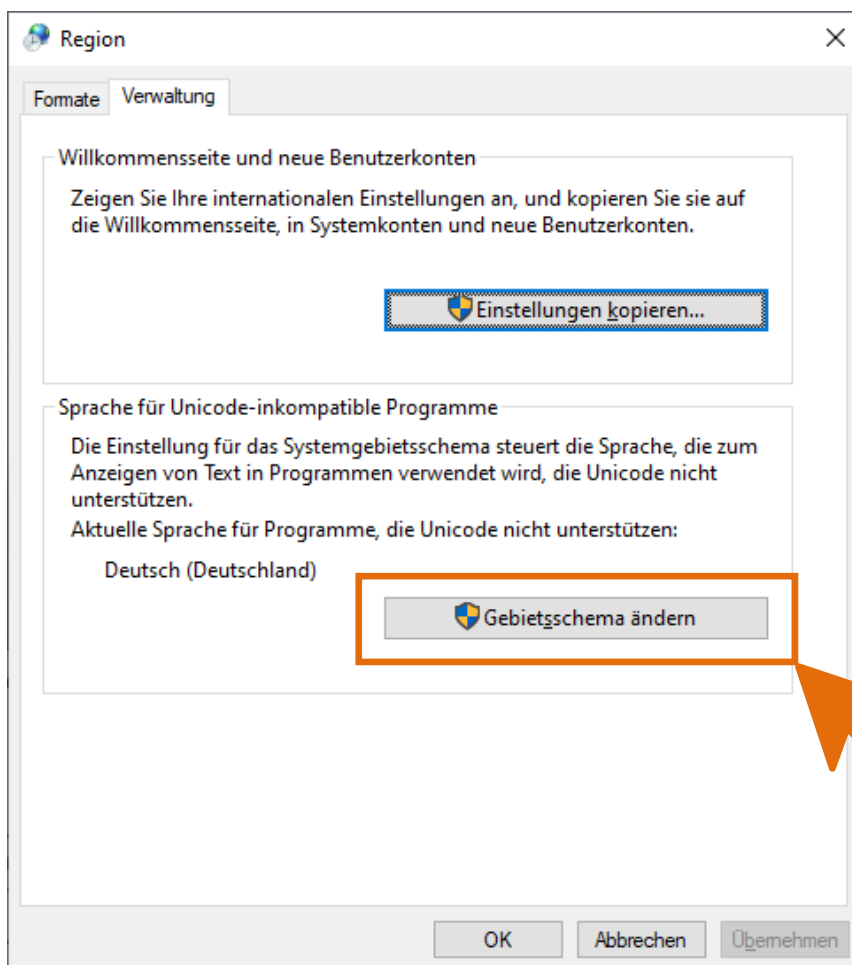 Region
Formate
Verwaltung
Willkommensseite und neue Benutzerkonten
Zeigen Sie Ihre internationalen Einstellungen an, und kopieren Sie sie auf
die Willkommensseite, in Systemkonten und neue Benutzerkonten.
Einstellungen kopieren...
Sprache für Unicode-inkompatible Programme
Die Einstellung für das Systemgebietsschema steuert die Sprache, die zum
Anzeigen von Text in Programmen verwendet wird, die Unicode nicht
unterstützen.
Aktuelle Sprache für Programme, die Unicode nicht unterstützen:
Deutsch (Deutschland)
Gebietsschema ändern
OK
Abbrechen
Übernehmen